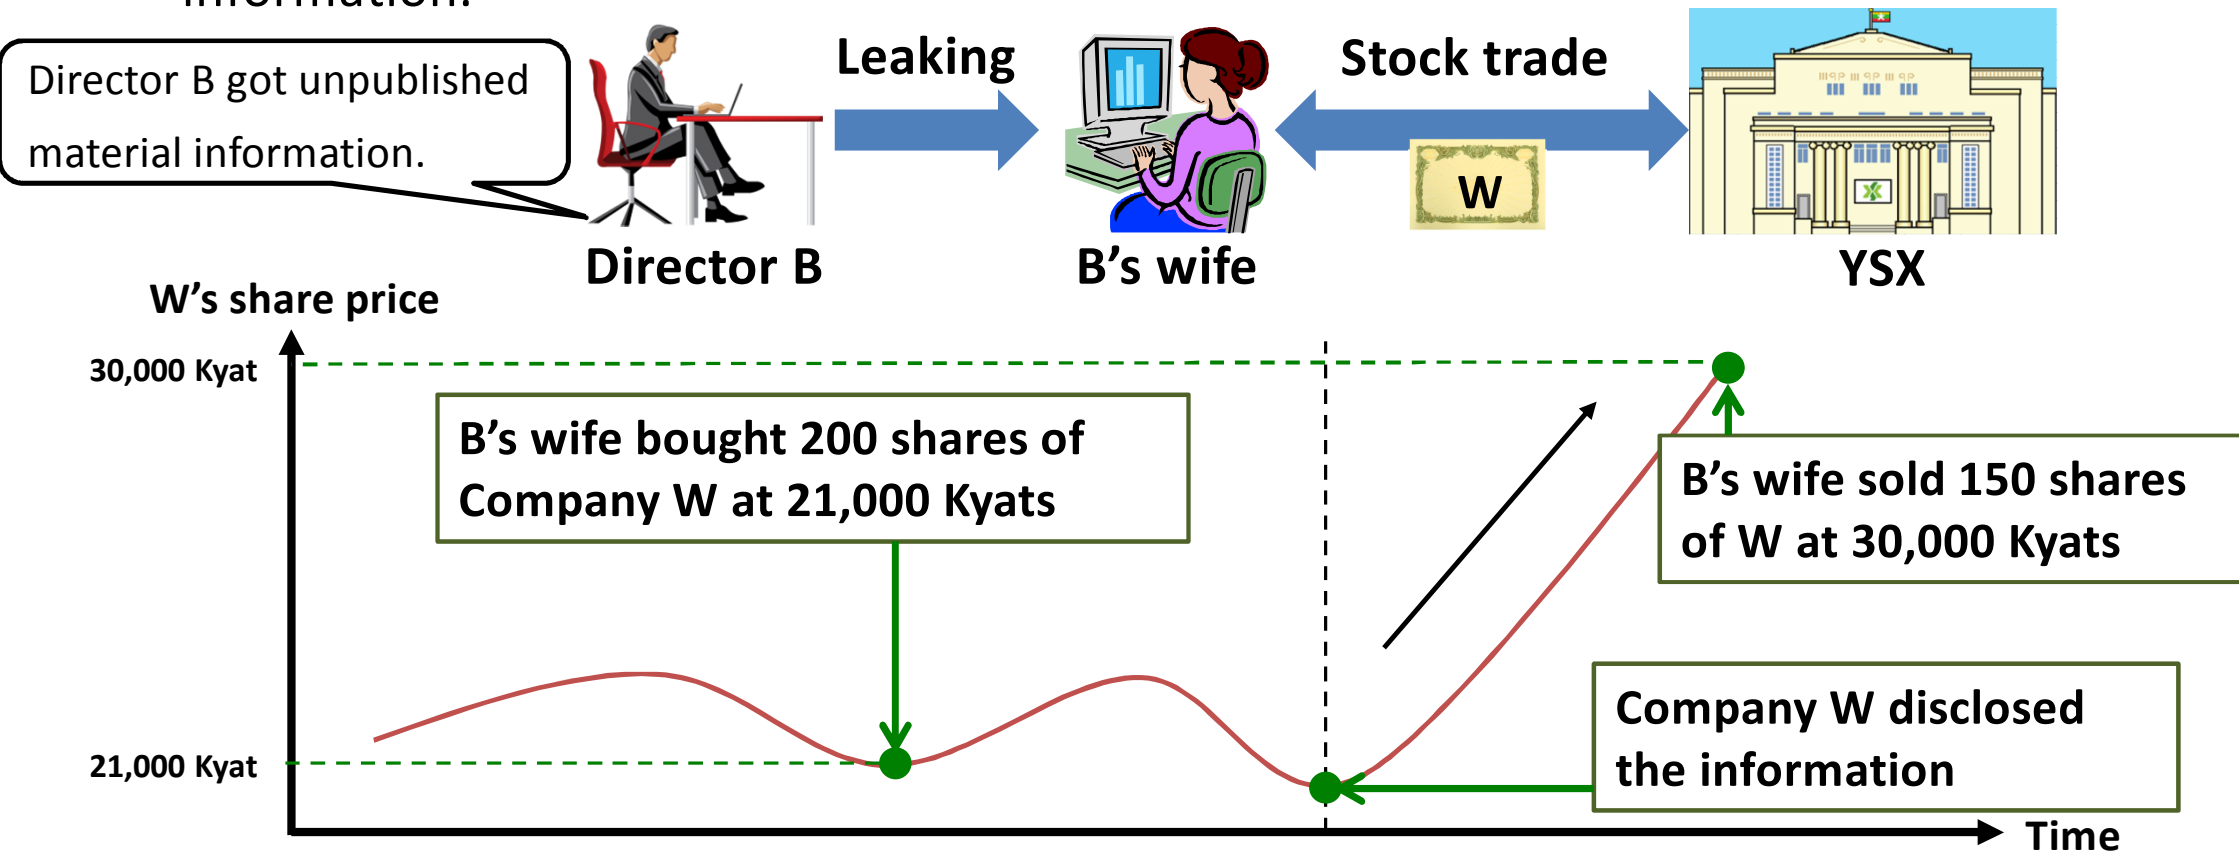 information.
Director B got unpublished
material information.
Leaking
Stock trade
W
Director B
B’s wife
YSX
W’s share price
30,000 Kyat
B’s wife bought 200 shares of
Company W at 21,000 Kyats
B’s wife sold 150 shares
of W at 30,000 Kyats
Company W disclosed
the information
21,000 Kyat
Time